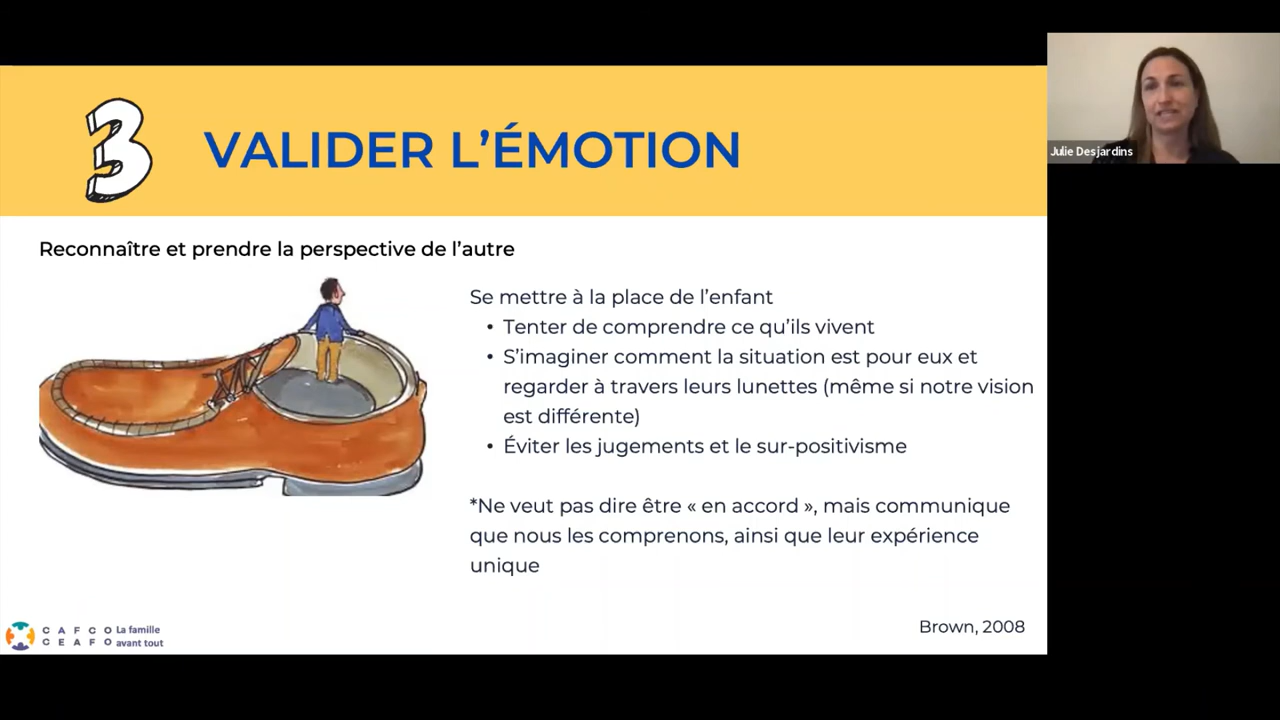 3
VALIDER L’ÉMOTION
Julie Desjardins
Reconnaître et prendre la perspective de l’autre
Se mettre à la place de l’enfant
• Tenter de comprendre ce qu’ils vivent
• S’imaginer comment la situation est pour eux et
regarder à travers leurs lunettes (même si notre vision
est différente)
• Éviter les jugements et le sur-positivisme
*Ne veut pas dire être « en accord », mais communique
que nous les comprenons, ainsi que leur expérience
unique
CAFCO La famille
CEAFO avant tout
Brown, 2008